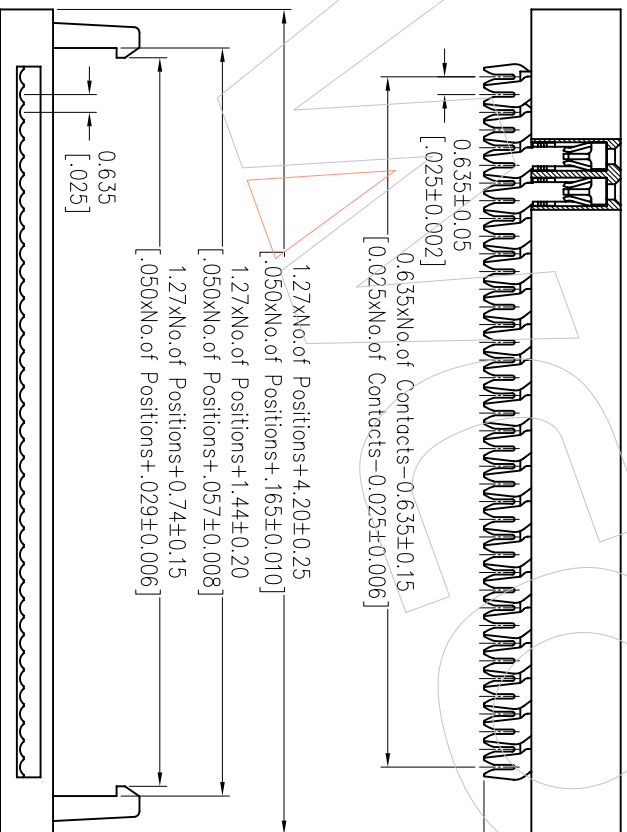 0.635±0.05
[.025±0.002]
0.635xNo.of Contacts-0.635±0.15
[0.025xNo.of Contacts-0.025±0.006]
1.27xNo.of Positions+4.20±0.25
[.050xNo.of Positions+.165±0.010]
1.27xNo.of Positions+1.44±0.20
[.050xNo.of Positions+.057±0.008]
1.27xNo.of Positions+0.74±0.15
[.050xNo.of Positions+.029±0.006]
0.635
[.025]